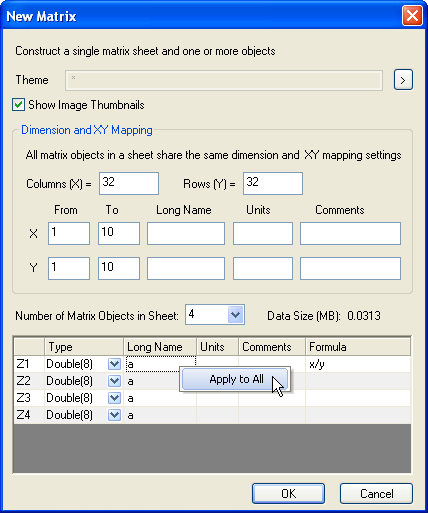 New Matrix
Construct a single matrix sheet and one or more objects
Theme * >
Show Image Thumbnails
Dimension and XY Mapping
All matrix objects in a sheet share the same dimension and XY mapping settings
Columns (X) = 32 Rows (Y) = 32
From To Long Name Units Comments
X 1 10
Y 1 10
Number of Matrix Objects in Sheet: 4 Data Size (MB): 0.0313
Type Long Name Units Comments Formula
Z1 Double(8) a x/y
Z2 Double(8) a
Apply to All
Z3 Double(8) a
Z4 Double(8) a
OK Cancel